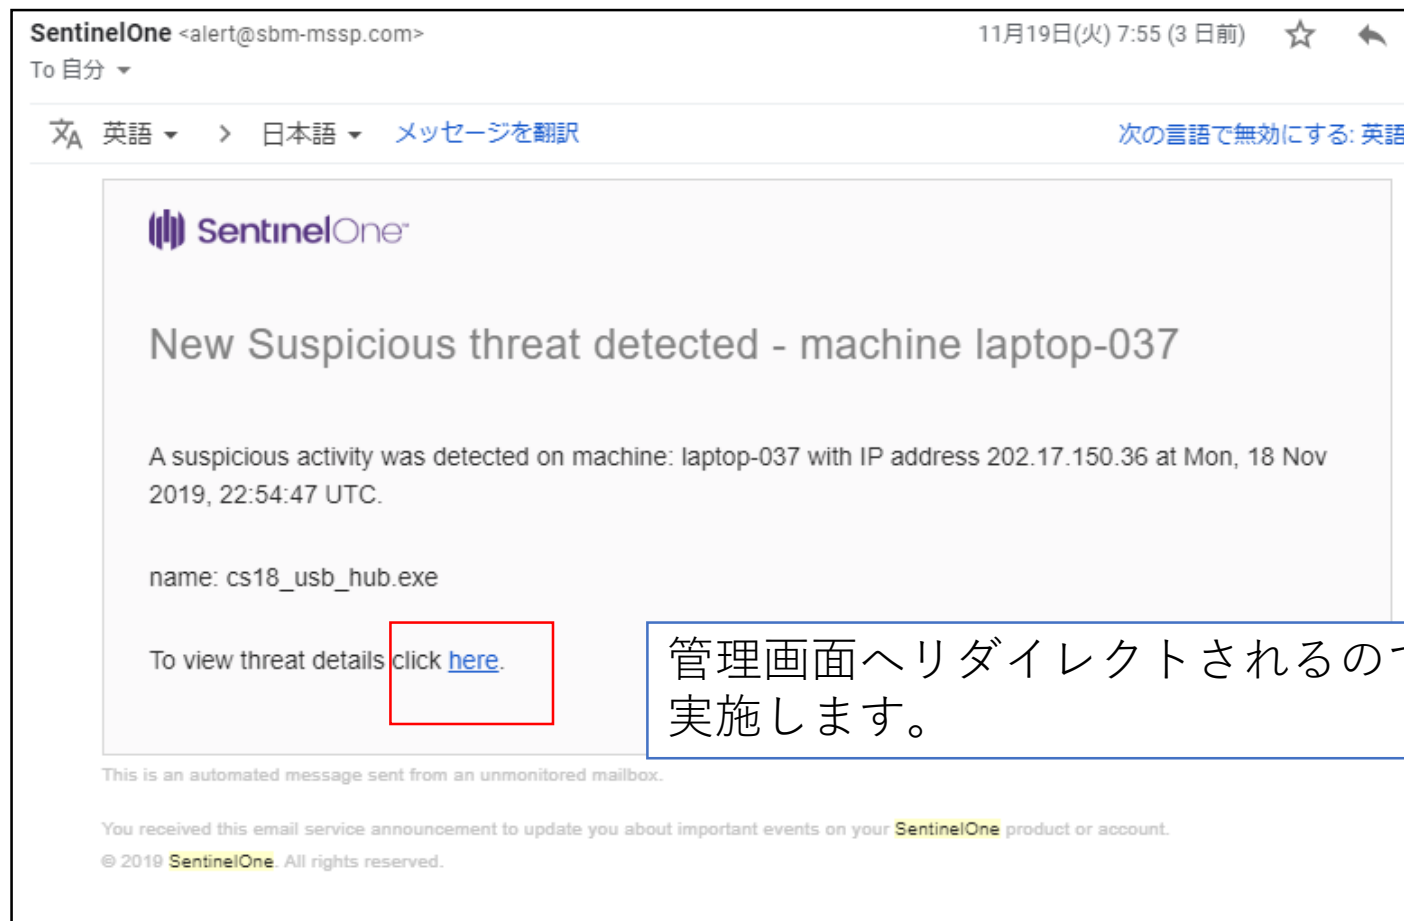 SentinelOne <alert@sbm-mssp.com>
11月19日(火) 7:55 (3 日前)
To 自分
英語 > 日本語 メッセージを翻訳
次の言語で無効にする: 英語
SentinelOne™
New Suspicious threat detected - machine laptop-037
A suspicious activity was detected on machine: laptop-037 with IP address 202.17.150.36 at Mon, 18 Nov
2019, 22:54:47 UTC.
name: cs18_usb_hub.exe
To view threat details click here.
管理画面へリダイレクトされるので
実施します。
This is an automated message sent from an unmonitored mailbox.
You received this email service announcement to update you about important events on your SentinelOne product or account.
© 2019 SentinelOne. All rights reserved.